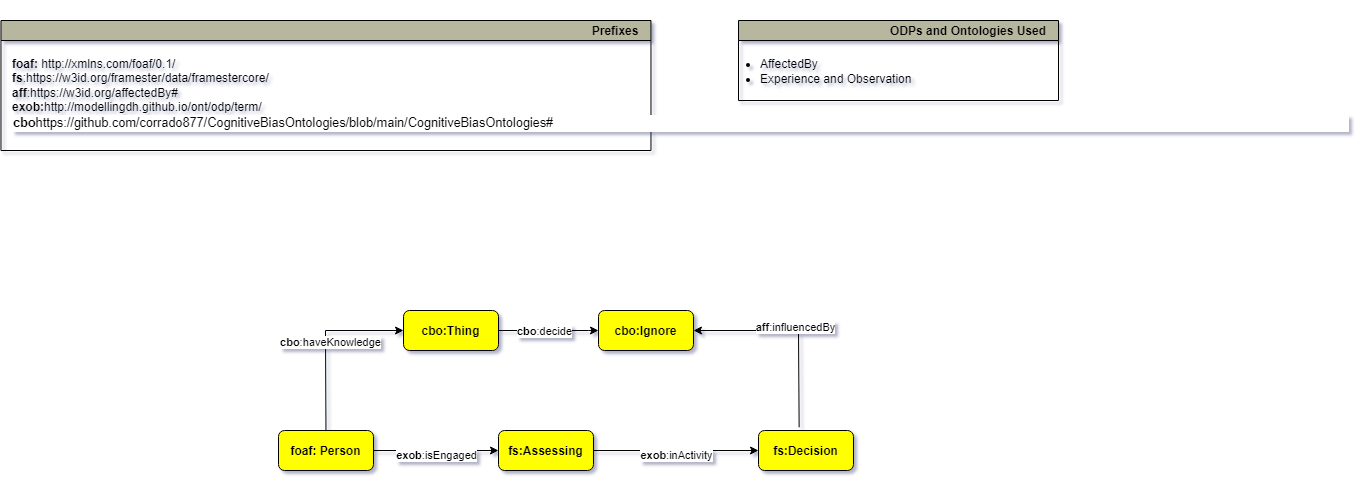 Prefixes
foaf: http://xmlns.com/foaf/0.1/
fs:https://w3id.org/framester/data/framestercore/
aff:https://w3id.org/affectedBy#
exob:http://modellingdh.github.io/ont/odp/term/
cbohttps://github.com/corrado877/CognitiveBiasOntologies/blob/main/CognitiveBiasOntologies#
ODPs and Ontologies Used
AffectedBy
Experience and Observation
cbo:Thing
cbo:decide
cbo:Ignore
aff:influencedBy
cbo:haveKnowledge
foaf: Person
exob:isEngaged
fs:Assessing
exob:inActivity
fs:Decision